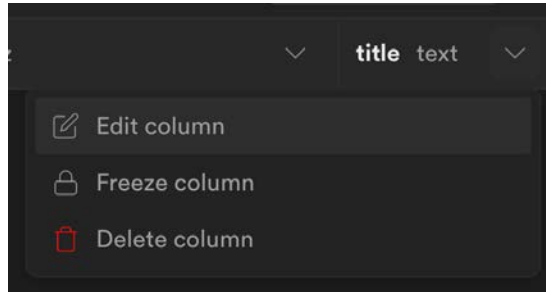 z
title text
Edit column
Freeze column
Delete column